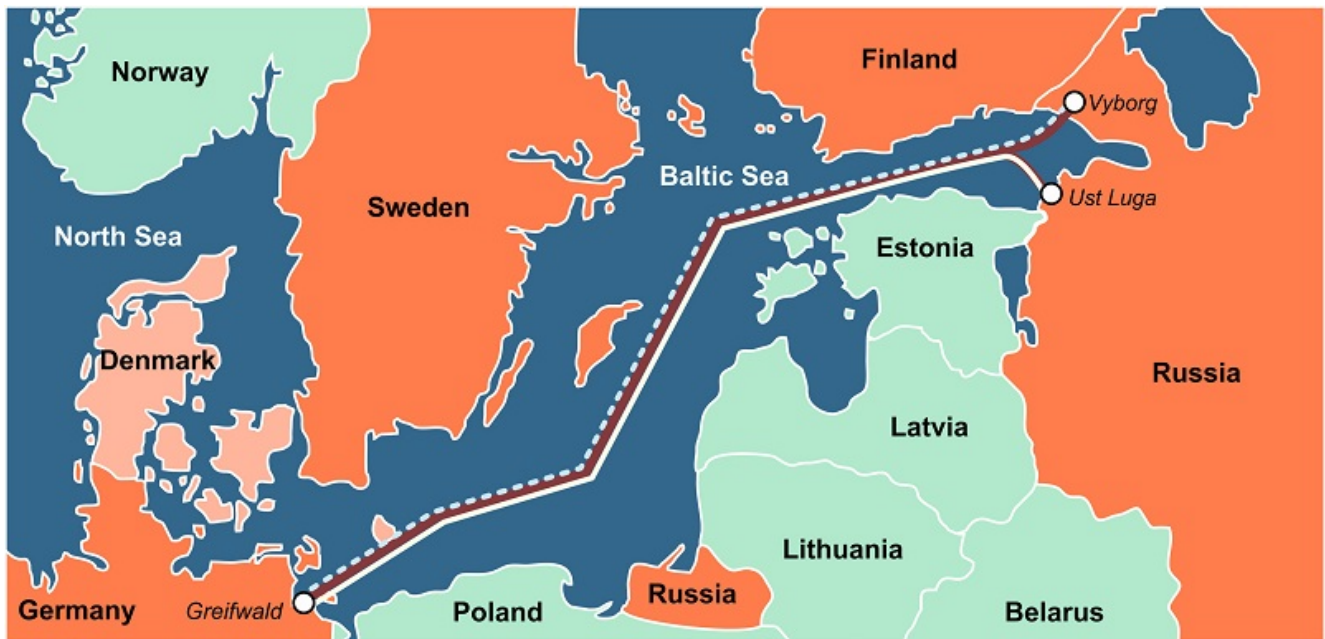 Norway
Finland
Vyborg
Baltic Sea
Sweden
Ust Luga
North Sea
Estonia
Denmark
Russia
Latvia
Lithuania
Russia
Germany
Greifwald
Poland
Belarus